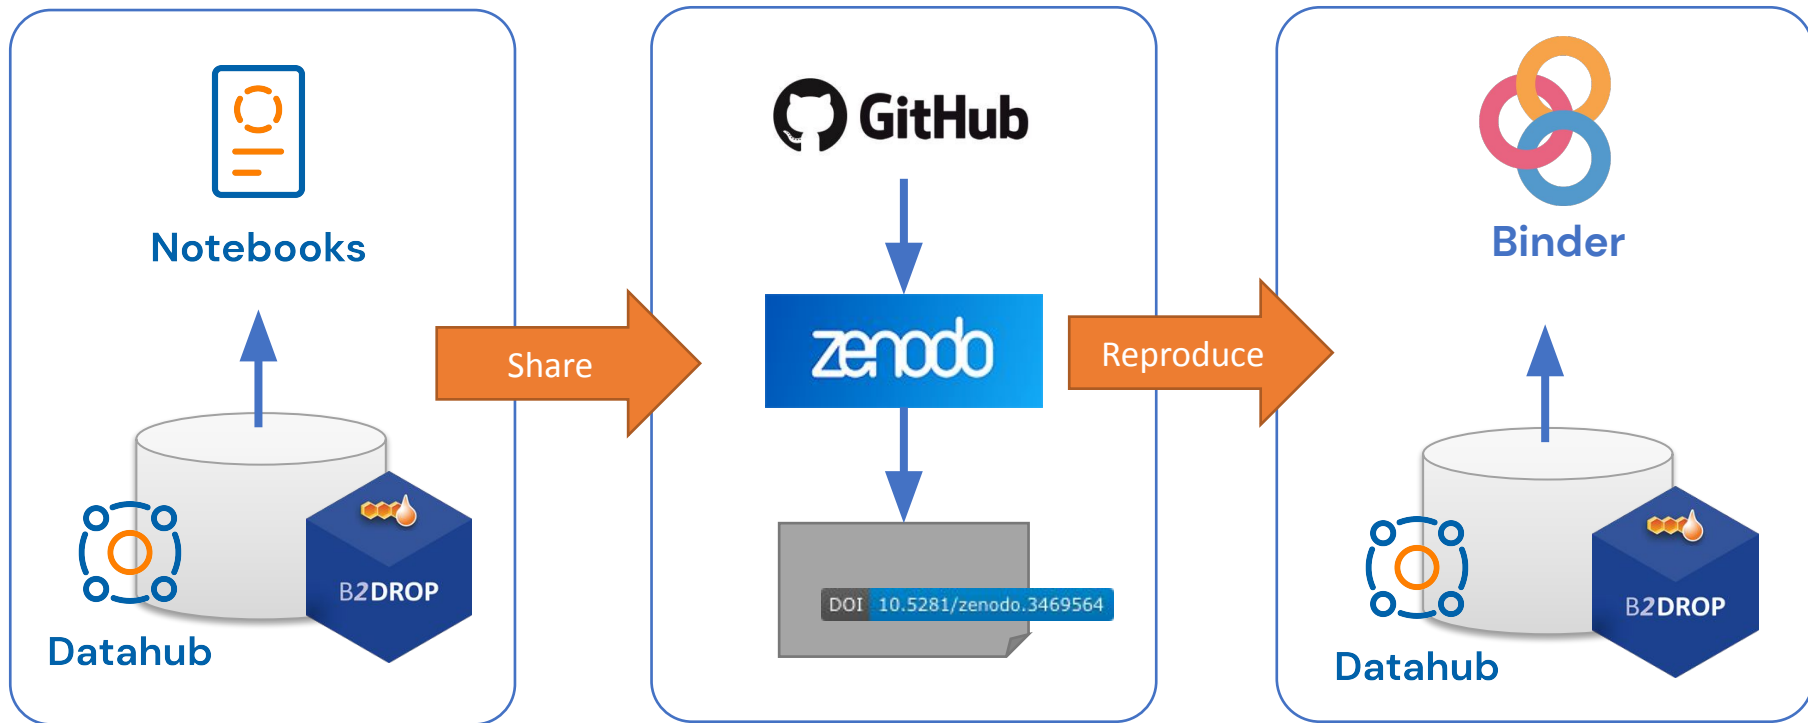 Notebooks
B2DROP
Datahub
Share
GitHub
zenodo
DOI 10.5281/zenodo.3469564
Reproduce
Binder
B2DROP
Datahub